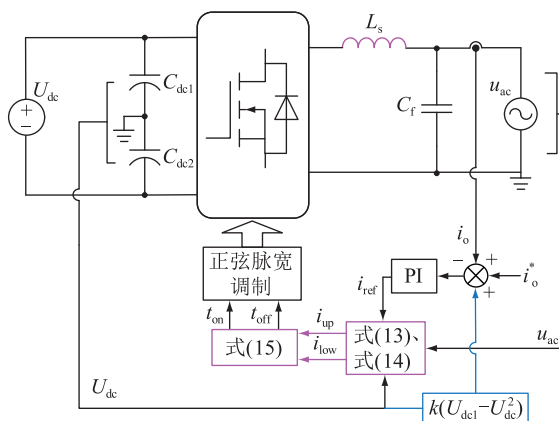 L_s
U_dc
+
−
C_dc1
C_dc2
C_f
u_ac
正弦脉宽
调制
t_on
t_off
式(15)
i_up
i_low
i_ref
PI
i_o
−
+
+
i_o^*
式(13)、
式(14)
u_ac
U_dc
k(U_dc1−U_dc^2)